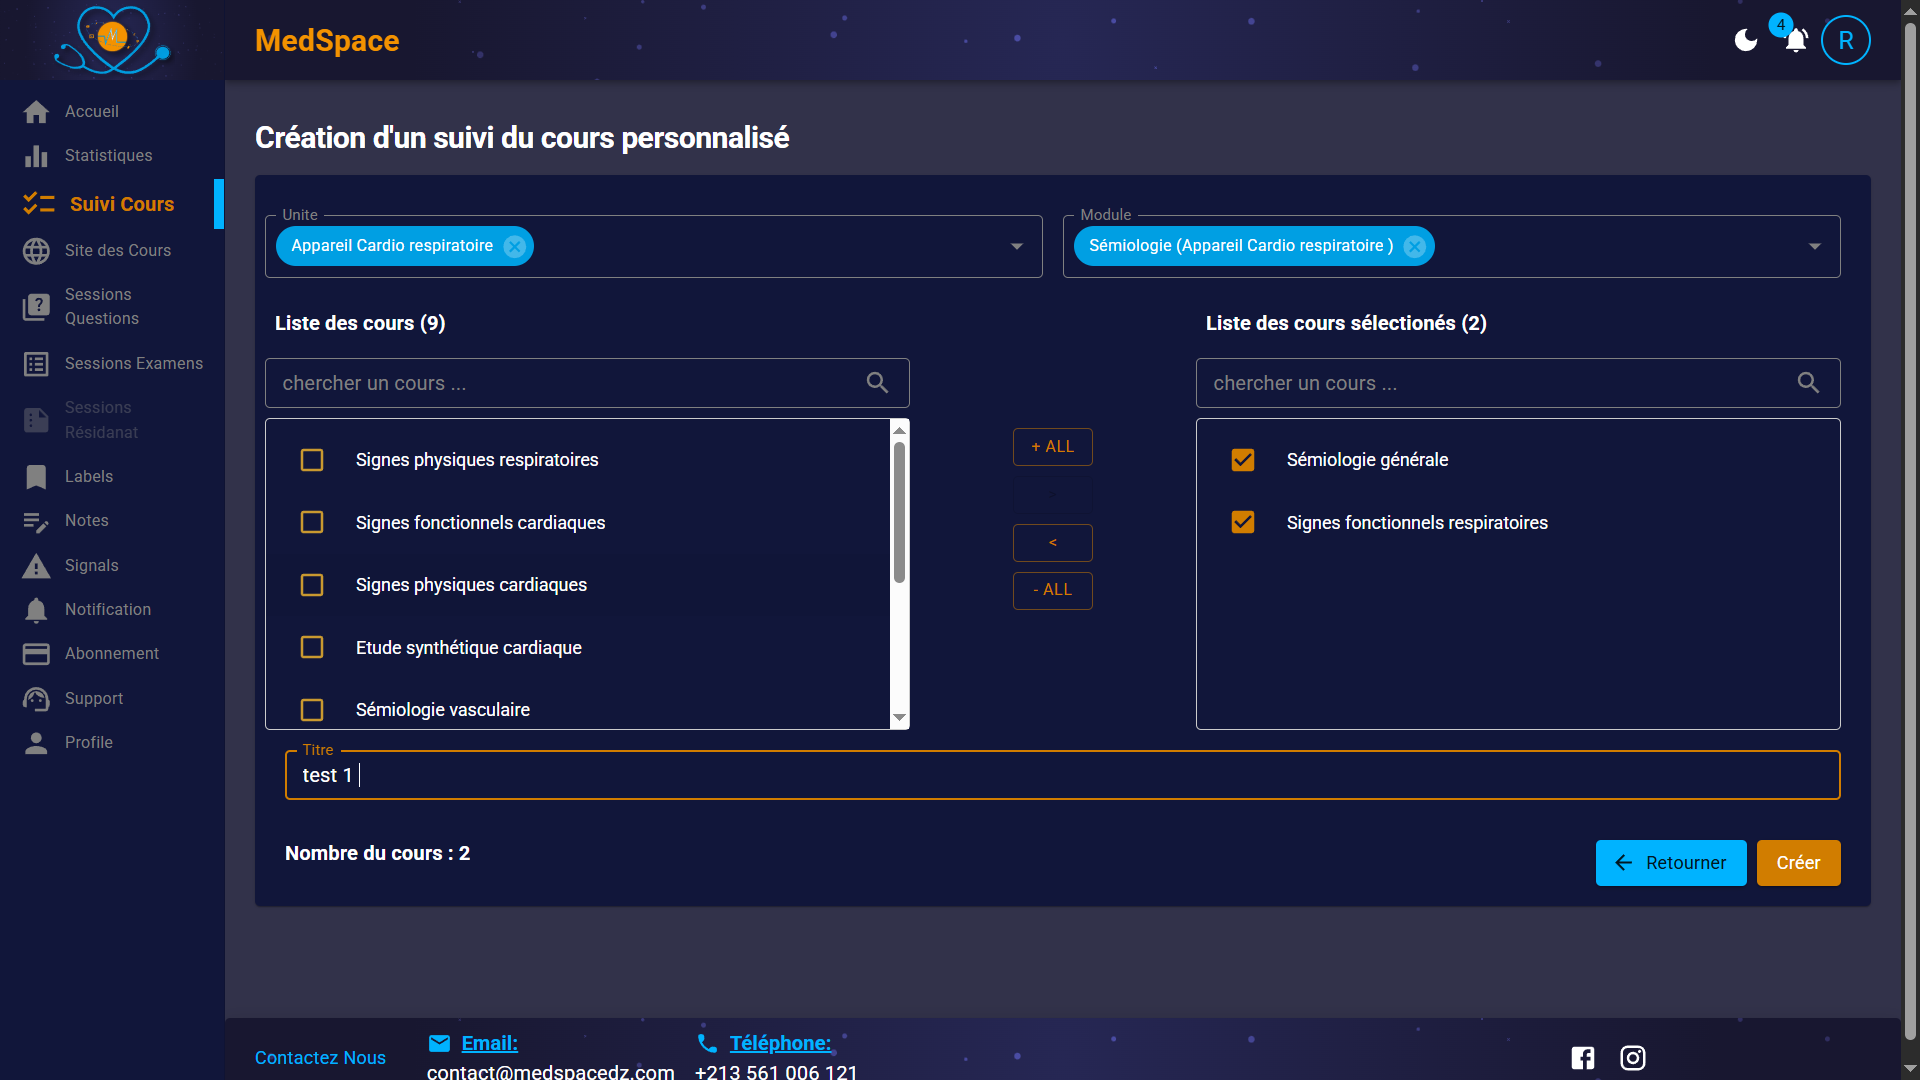 MedSpace
4
R
Accueil
Statistiques
Suivi Cours
Site des Cours
Sessions
Questions
Sessions Examens
Sessions
Résidanat
Labels
Notes
Signals
Notification
Abonnement
Support
Profile
Création d'un suivi du cours personnalisé
Unite
Appareil Cardio respiratoire
Module
Sémiologie (Appareil Cardio respiratoire )
Liste des cours (9)
chercher un cours ...
Signes physiques respiratoires
Signes fonctionnels cardiaques
Signes physiques cardiaques
Etude synthétique cardiaque
Sémiologie vasculaire
+ ALL
>
<
- ALL
Liste des cours sélectionés (2)
chercher un cours ...
Sémiologie générale
Signes fonctionnels respiratoires
Titre
test 1
Nombre du cours : 2
Retourner
Créer
Contactez Nous
Email:
contact@medspacedz.com
Téléphone:
+213 561 006 121